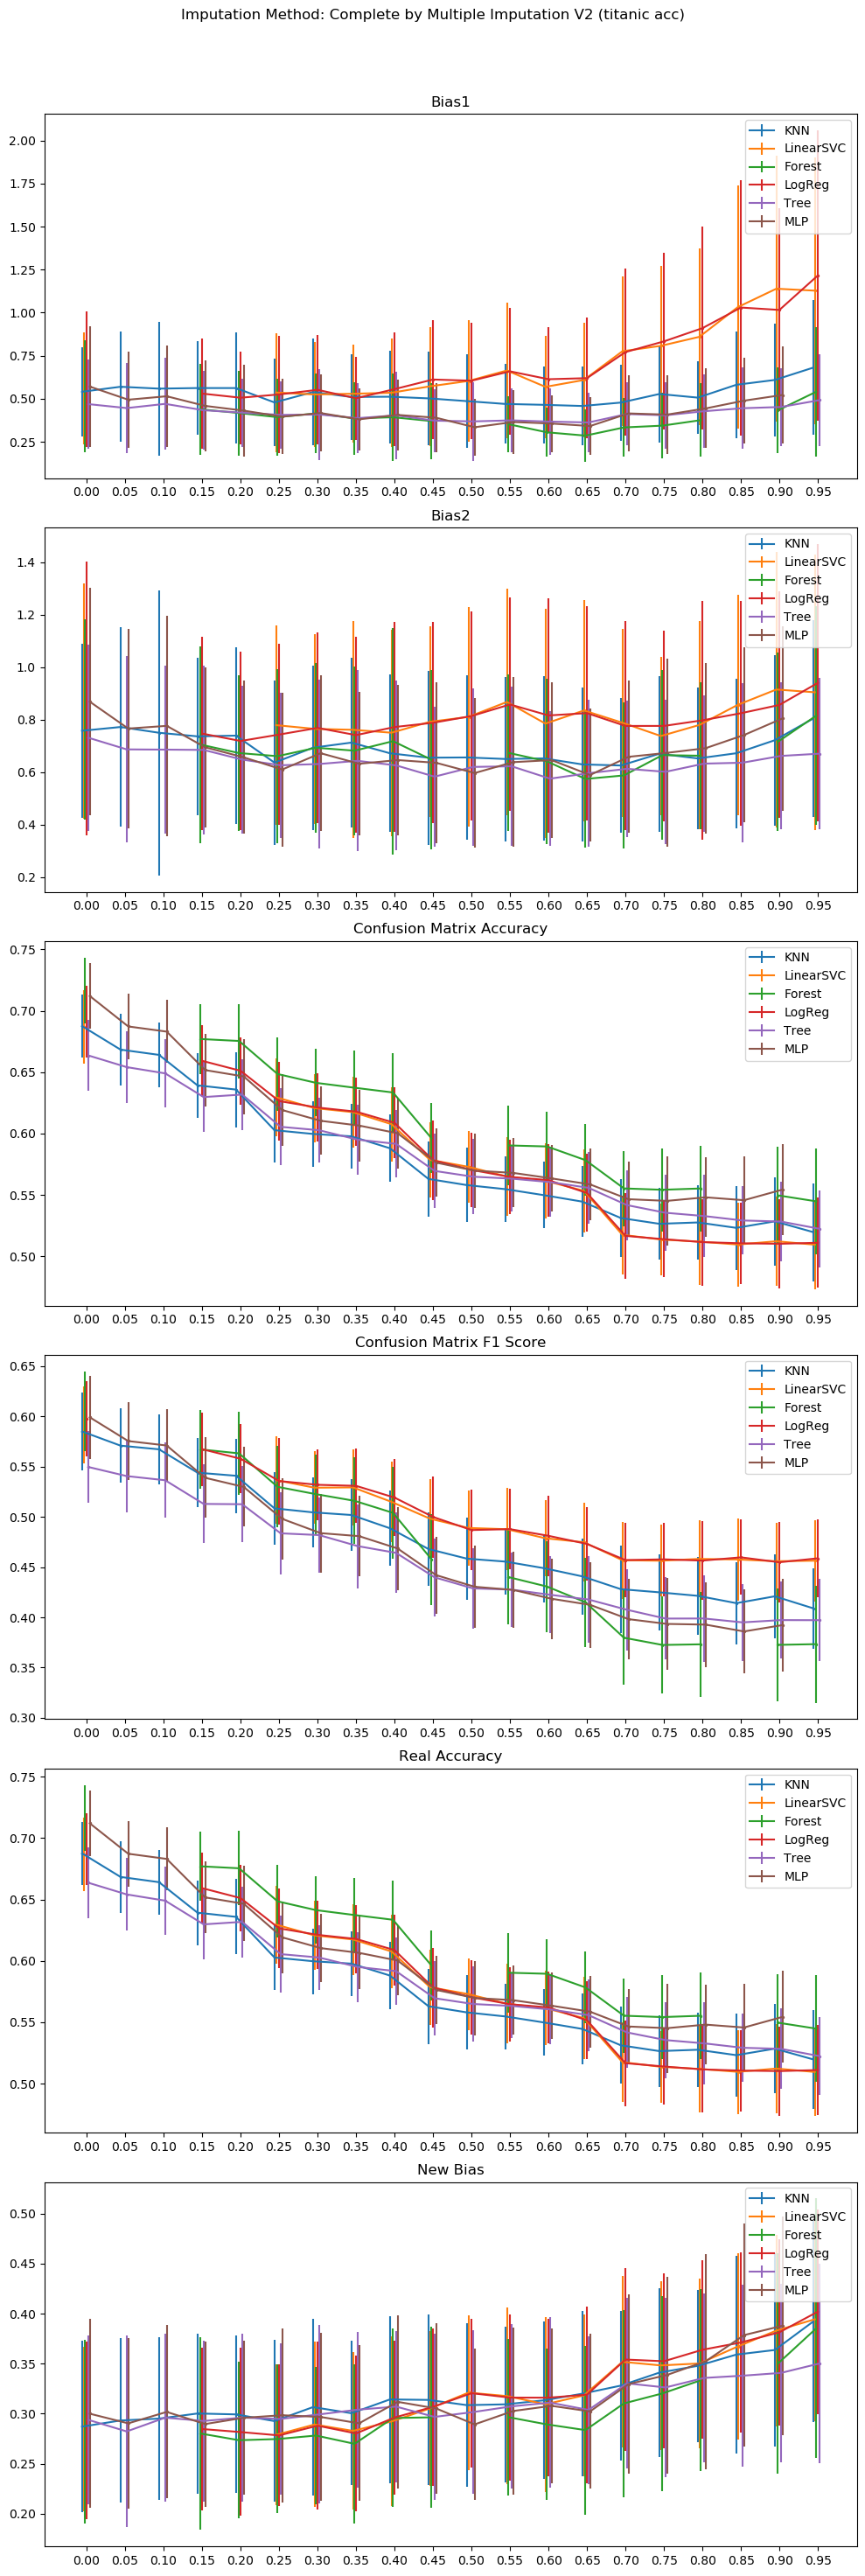 Imputation Method: Complete by Multiple Imputation V2 (titanic acc)
Bias1
2.00
1.75
1.50
1.25
1.00
0.75
0.50
0.25
KNN
LinearSVC
Forest
LogReg
Tree
MLP
0.00 0.05 0.10 0.15 0.20 0.25 0.30 0.35 0.40 0.45 0.50 0.55 0.60 0.65 0.70 0.75 0.80 0.85 0.90 0.95
Bias2
1.4
1.2
1.0
0.8
0.6
0.4
0.2
KNN
LinearSVC
Forest
LogReg
Tree
MLP
0.00 0.05 0.10 0.15 0.20 0.25 0.30 0.35 0.40 0.45 0.50 0.55 0.60 0.65 0.70 0.75 0.80 0.85 0.90 0.95
Confusion Matrix Accuracy
0.75
0.70
0.65
0.60
0.55
0.50
KNN
LinearSVC
Forest
LogReg
Tree
MLP
0.00 0.05 0.10 0.15 0.20 0.25 0.30 0.35 0.40 0.45 0.50 0.55 0.60 0.65 0.70 0.75 0.80 0.85 0.90 0.95
Confusion Matrix F1 Score
0.65
0.60
0.55
0.50
0.45
0.40
0.35
0.30
KNN
LinearSVC
Forest
LogReg
Tree
MLP
0.00 0.05 0.10 0.15 0.20 0.25 0.30 0.35 0.40 0.45 0.50 0.55 0.60 0.65 0.70 0.75 0.80 0.85 0.90 0.95
Real Accuracy
0.75
0.70
0.65
0.60
0.55
0.50
KNN
LinearSVC
Forest
LogReg
Tree
MLP
0.00 0.05 0.10 0.15 0.20 0.25 0.30 0.35 0.40 0.45 0.50 0.55 0.60 0.65 0.70 0.75 0.80 0.85 0.90 0.95
New Bias
0.50
0.45
0.40
0.35
0.30
0.25
0.20
KNN
LinearSVC
Forest
LogReg
Tree
MLP
0.00 0.05 0.10 0.15 0.20 0.25 0.30 0.35 0.40 0.45 0.50 0.55 0.60 0.65 0.70 0.75 0.80 0.85 0.90 0.95